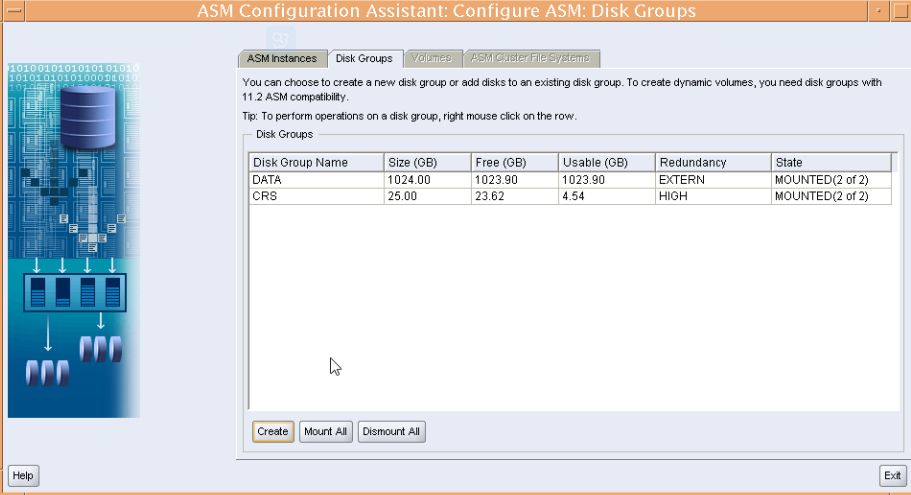 ASM Configuration Assistant: Configure ASM: Disk Groups
ASM Instances Disk Groups Volumes ASM Cluster File Systems
You can choose to create a new disk group or add disks to an existing disk group. To create dynamic volumes, you need disk groups with
11.2 ASM compatibility.
Tip: To perform operations on a disk group, right mouse click on the row.
Disk Groups
Disk Group Name Size (GB) Free (GB) Usable (GB) Redundancy State
DATA 1024.00 1023.90 1023.90 EXTERN MOUNTED(2 of 2)
CRS 25.00 23.62 4.54 HIGH MOUNTED(2 of 2)
Create Mount All Dismount All
Help Exit